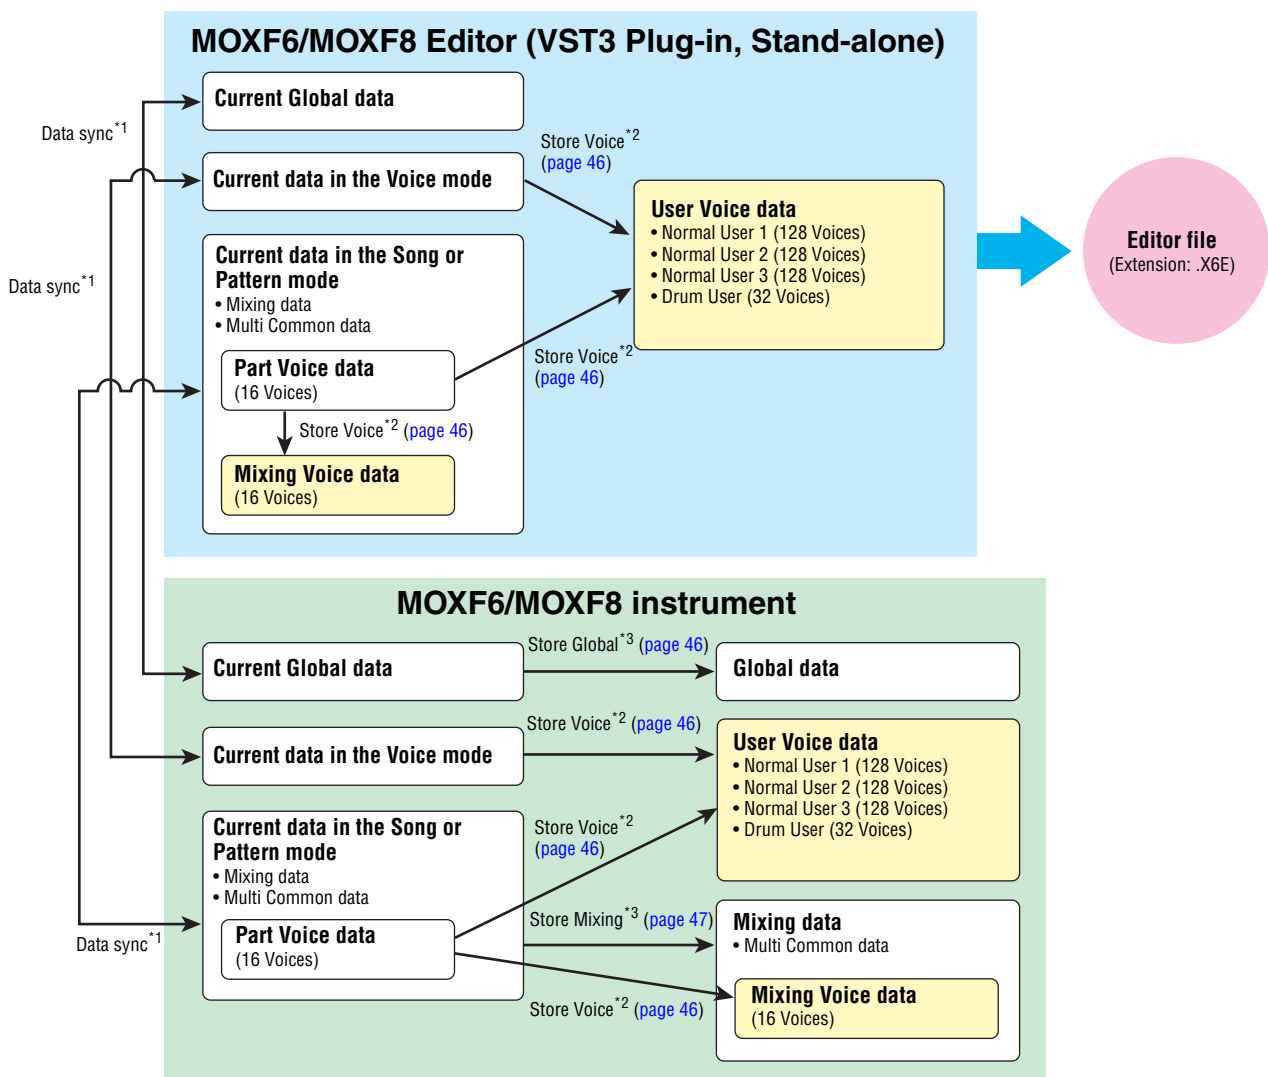 MOXF6/MOXF8 Editor (VST3 Plug-in, Stand-alone)
Current Global data
Data sync*1
Store Voice*2
(page 46)
Current data in the Voice mode
User Voice data
• Normal User 1 (128 Voices)
• Normal User 2 (128 Voices)
• Normal User 3 (128 Voices)
• Drum User (32 Voices)
Editor file
(Extension: .X6E)
Current data in the Song or
Pattern mode
• Mixing data
• Multi Common data
Data sync*1
Store Voice*2
(page 46)
Part Voice data
(16 Voices)
Store Voice*2 (page 46)
Mixing Voice data
(16 Voices)
MOXF6/MOXF8 instrument
Current Global data
Store Global*3 (page 46)
Global data
Current data in the Voice mode
Store Voice*2 (page 46)
User Voice data
• Normal User 1 (128 Voices)
• Normal User 2 (128 Voices)
• Normal User 3 (128 Voices)
• Drum User (32 Voices)
Current data in the Song or
Pattern mode
• Mixing data
• Multi Common data
Store Voice*2
(page 46)
Data sync*1
Part Voice data
(16 Voices)
Store Mixing*3 (page 47)
Mixing data
• Multi Common data
Store Voice*2 (page 46)
Mixing Voice data
(16 Voices)